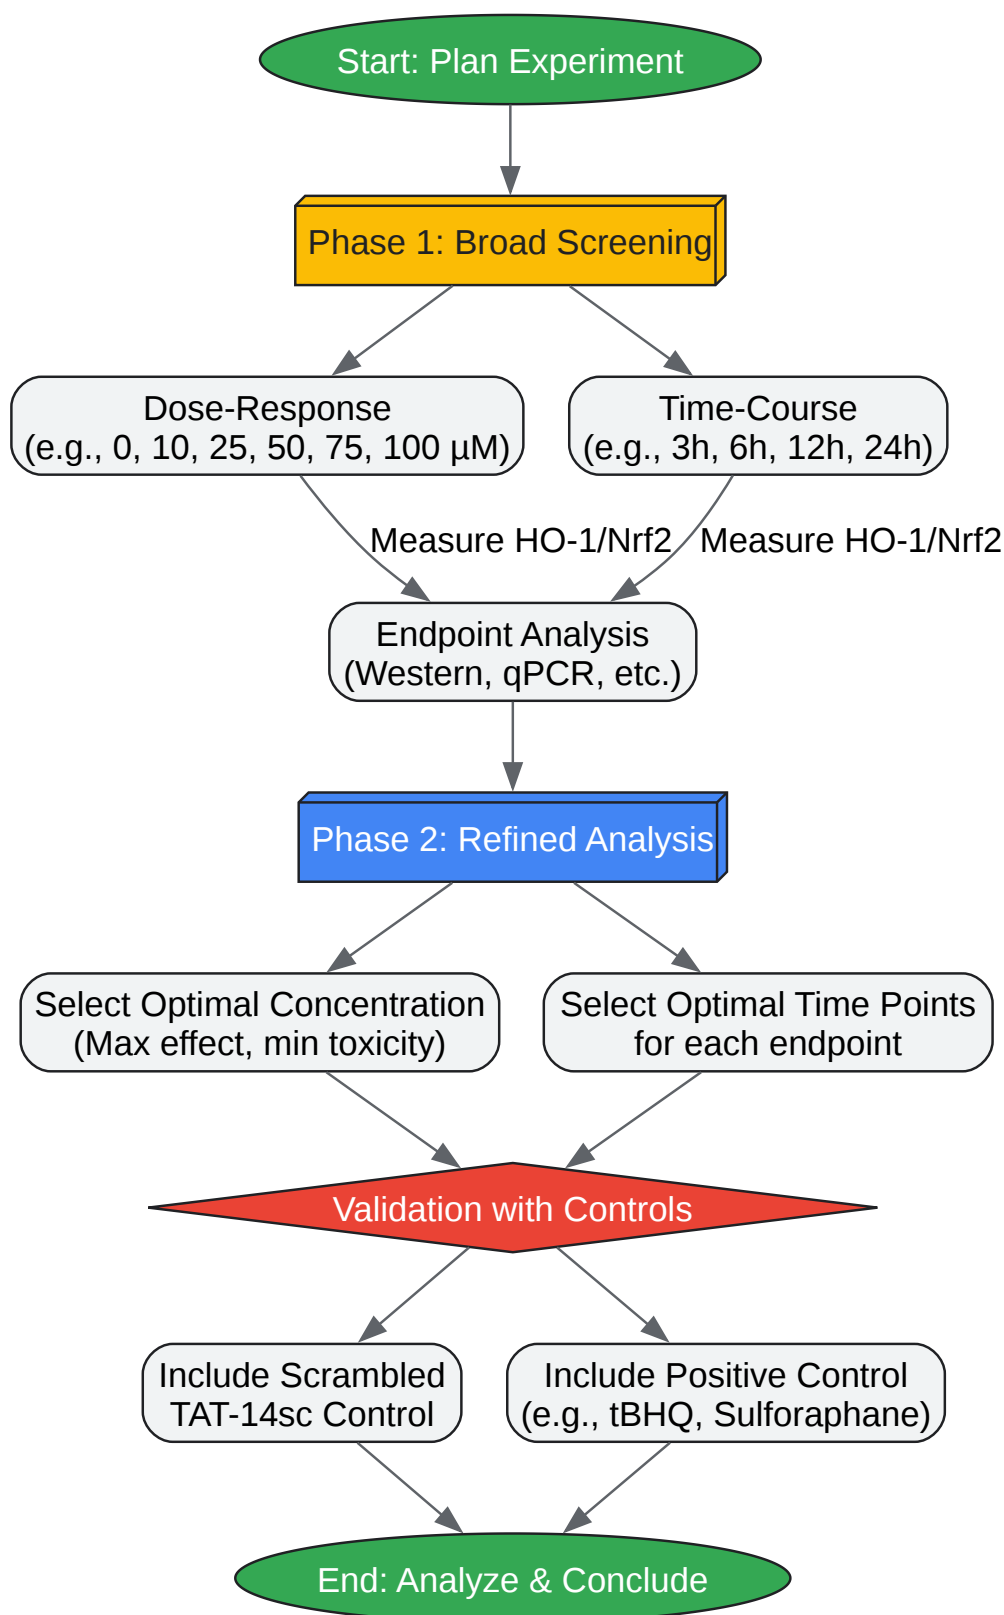 Start: Plan Experiment
Phase 1: Broad Screening
Dose-Response
(e.g., 0, 10, 25, 50, 75, 100 µM)
Time-Course
(e.g., 3h, 6h, 12h, 24h)
Measure HO-1/Nrf2
Measure HO-1/Nrf2
Endpoint Analysis
(Western, qPCR, etc.)
Phase 2: Refined Analysis
Select Optimal Concentration
(Max effect, min toxicity)
Select Optimal Time Points
for each endpoint
Validation with Controls
Include Scrambled
TAT-14sc Control
Include Positive Control
(e.g., tBHQ, Sulforaphane)
End: Analyze & Conclude